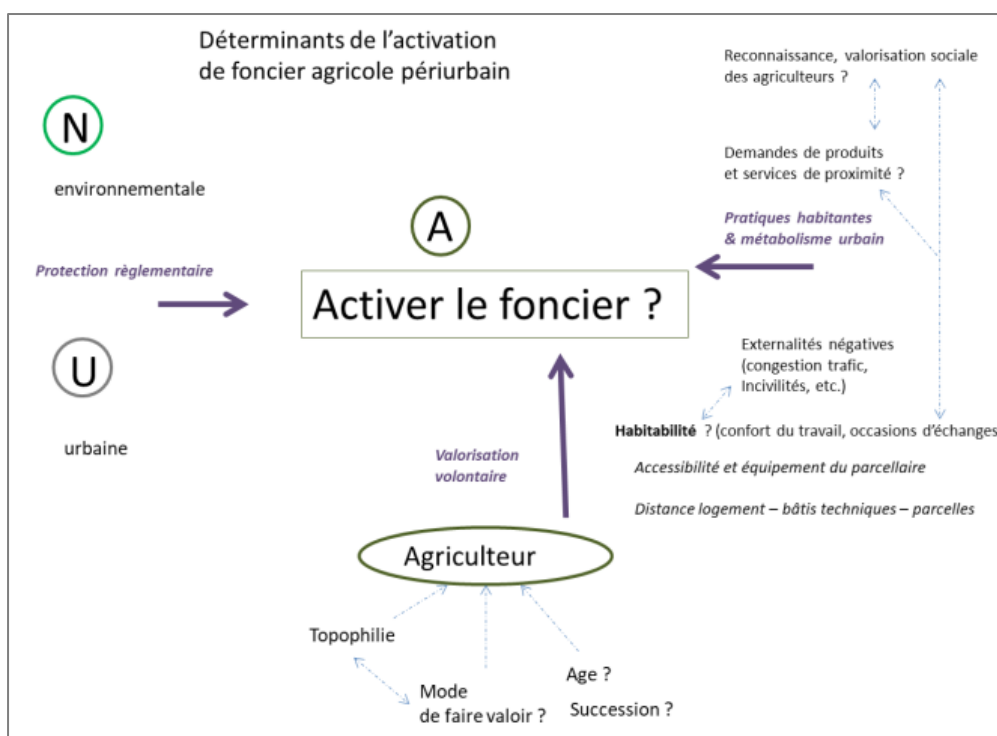 Déterminants de l'activation
de foncier agricole périurbain
N
environnementale
Protection règlementaire
U
urbaine
A
Activer le foncier ?
Reconnaissance, valorisation sociale
des agriculteurs ?
Demandes de produits
et services de proximité ?
Pratiques habitantes
& métabolisme urbain
Externalités négatives
(congestion trafic,
Incivilités, etc.)
Habitabilité ? (confort du travail, occasions d'échanges
Accessibilité et équipement du parcellaire
Distance logement – bâtis techniques – parcelles
Valorisation
volontaire
Agriculteur
Topophilie
Mode
de faire valoir ?
Age ?
Succession ?